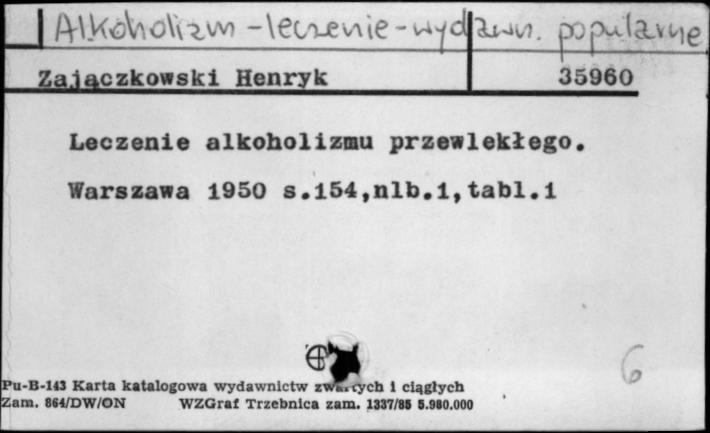 Alkoholizm - leczenie - wydawn. popularne
Zajączkowski Henryk 35960
Leczenie alkoholizmu przewlekłego.
Warszawa 1950 s.154,nlb.1,tabl.1
6
Pu-B-143 Karta katalogowa wydawnictw zwartych i ciągłych
Zam. 864/DW/ON WZGraf Trzebnica zam. 1337/85 5.980.000